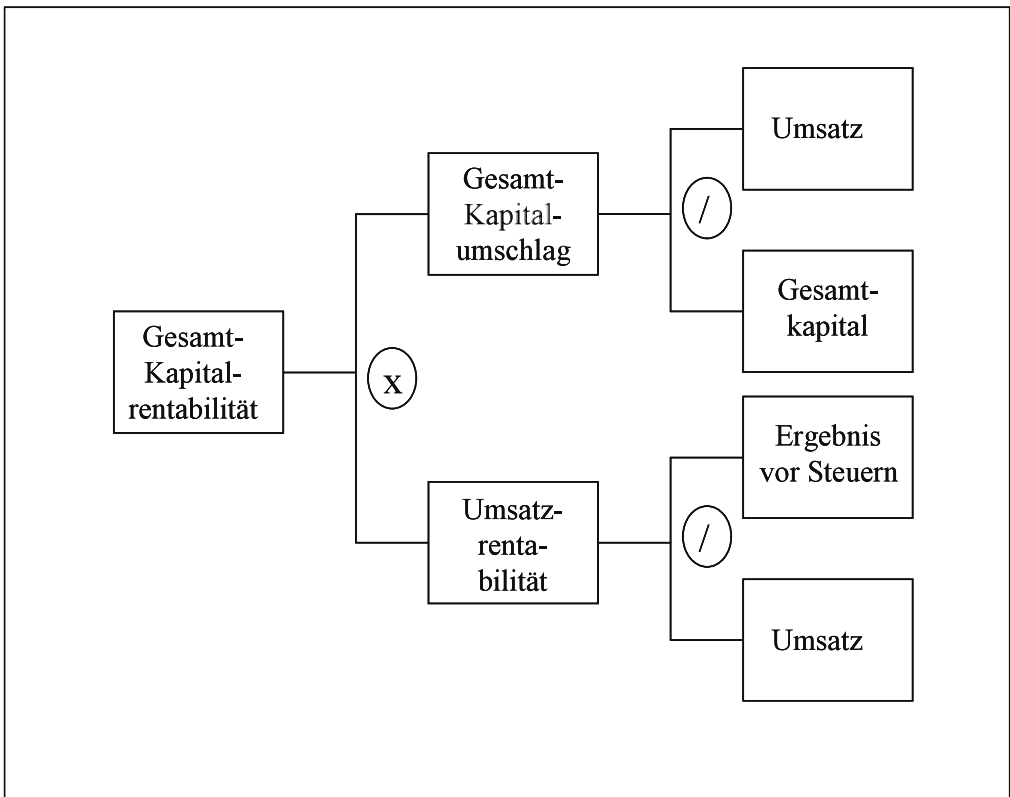 Umsatz
Gesamt-
Kapital-
umschlag
/
Gesamt-
kapital
Gesamt-
Kapital-
rentabilität
x
Ergebnis
vor Steuern
Umsatz-
renta-
bilität
/
Umsatz